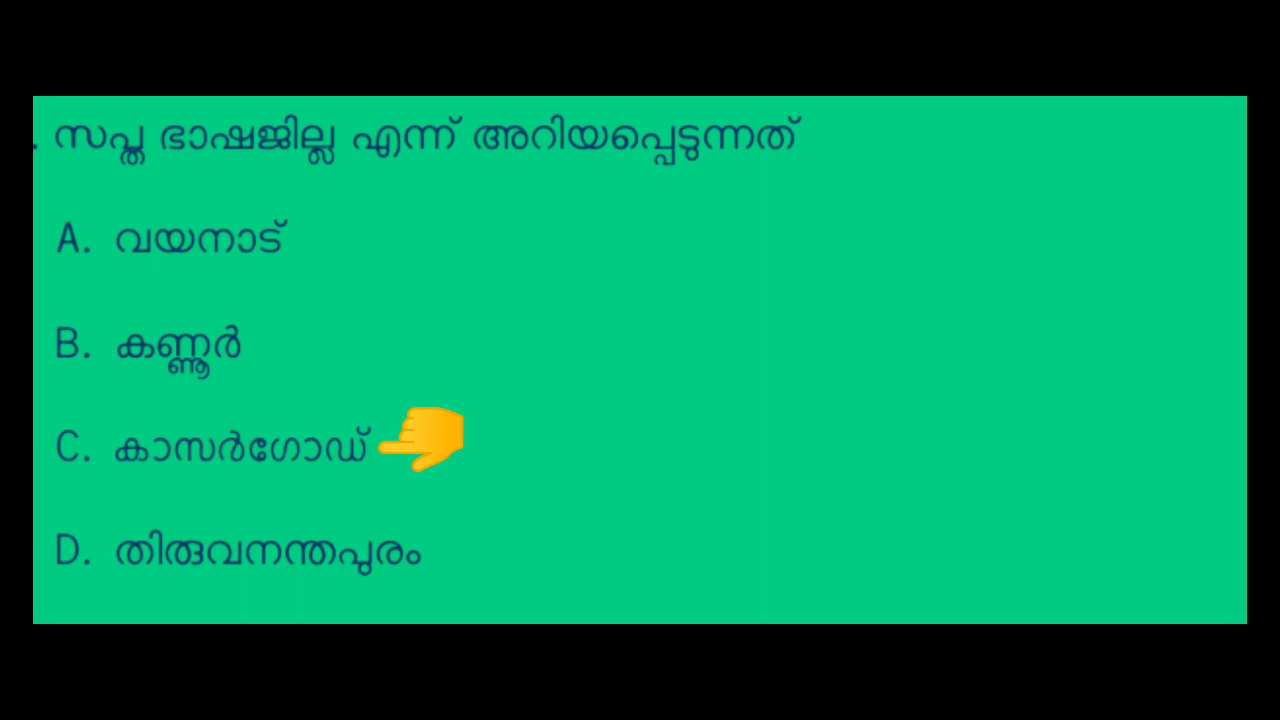 . സപ്ത ഭാഷജില്ല എന്ന് അറിയപ്പെടുന്നത്
A. വയനാട്
B. കണ്ണൂർ
C. കാസർഗോഡ്
D. തിരുവനന്തപുരം